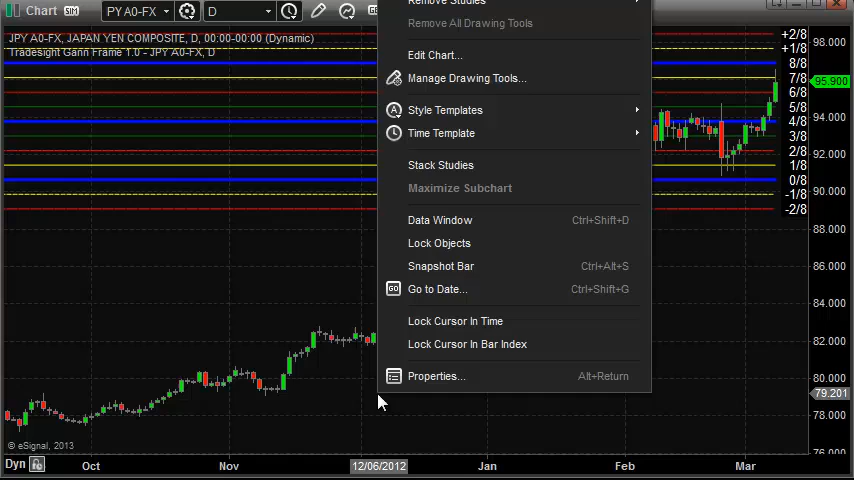 Chart SIM PY A0-FX D
Remove Studies
Remove All Drawing Tools
JPY A0-FX, JAPAN YEN COMPOSITE, D, 00:00-00:00 (Dynamic)
Tradesight Gann Frame 1.0 - JPY A0-FX, D
Edit Chart...
Manage Drawing Tools...
Style Templates
Time Template
Stack Studies
Maximize Subchart
Data Window Ctrl+Shift+D
Lock Objects
Snapshot Bar Ctrl+Alt+S
GO Go to Date... Ctrl+Shift+G
Lock Cursor In Time
Lock Cursor In Bar Index
Properties... Alt+Return
+2/8
+1/8
8/8
7/8
6/8
5/8
4/8
3/8
2/8
1/8
0/8
-1/8
-2/8
98.000
95.900
94.000
92.000
90.000
88.000
86.000
84.000
82.000
80.000
79.201
78.000
76.000
© eSignal, 2013
Dyn Oct Nov 12/06/2012 Jan Feb Mar